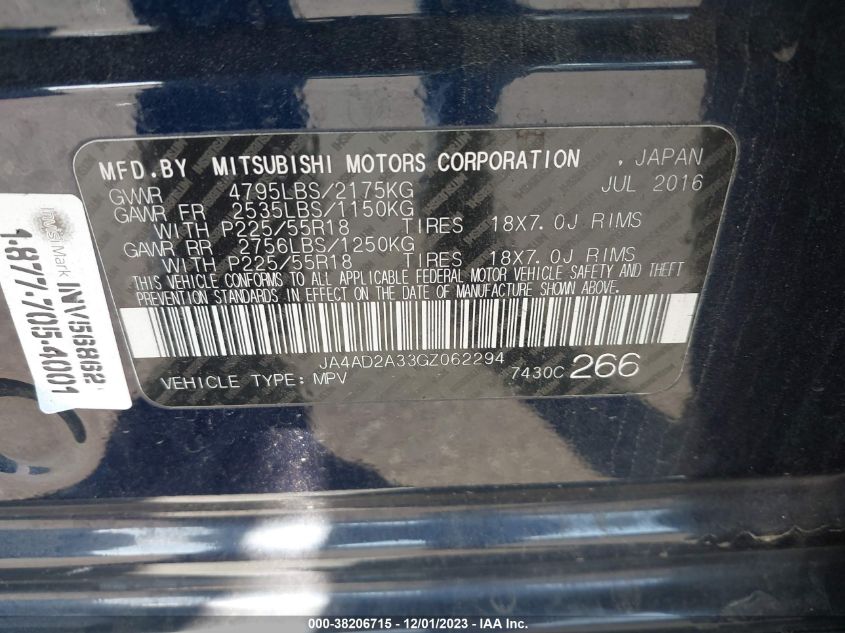 MFD.BY MITSUBISHI MOTORS CORPORATION , JAPAN
GVWR 4795LBS/2175KG JUL 2016
GAWR FR 2535LBS/1150KG
WITH P225/55R18 TIRES 18X7.0J RIMS
GAWR RR 2756LBS/1250KG
WITH P225/55R18 TIRES 18X7.0J RIMS
THIS VEHICLE CONFORMS TO ALL APPLICABLE FEDERAL MOTOR VEHICLE SAFETY AND THEFT
PREVENTION STANDARDS IN EFFECT ON THE DATE OF MANUFACTURE SHOWN ABOVE.
JA4AD2A33GZ062294
VEHICLE TYPE: MPV 7430C 266
INV56862
1-877-705-4001
000-38206715 - 12/01/2023 - © IAA Inc.